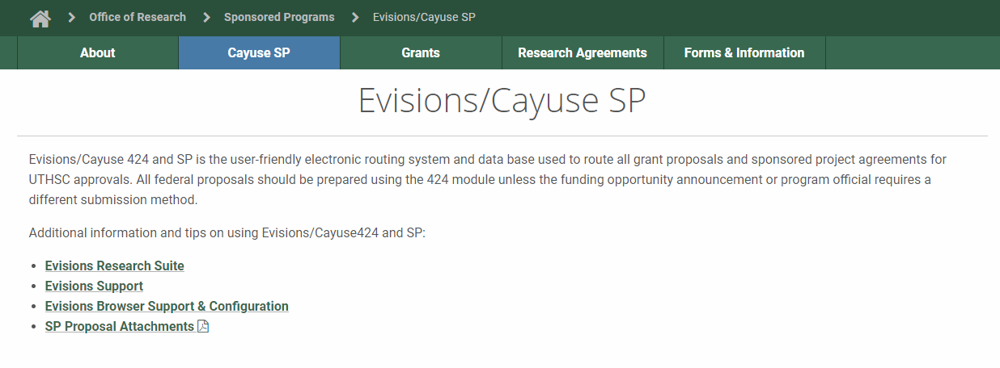 Office of Research
Sponsored Programs
Evisions/Cayuse SP
About
Cayuse SP
Grants
Research Agreements
Forms & Information
Evisions/Cayuse SP
Evisions/Cayuse 424 and SP is the user-friendly electronic routing system and data base used to route all grant proposals and sponsored project agreements for
UTHSC approvals. All federal proposals should be prepared using the 424 module unless the funding opportunity announcement or program official requires a
different submission method.
Additional information and tips on using Evisions/Cayuse424 and SP:
Evisions Research Suite
Evisions Support
Evisions Browser Support & Configuration
SP Proposal Attachments